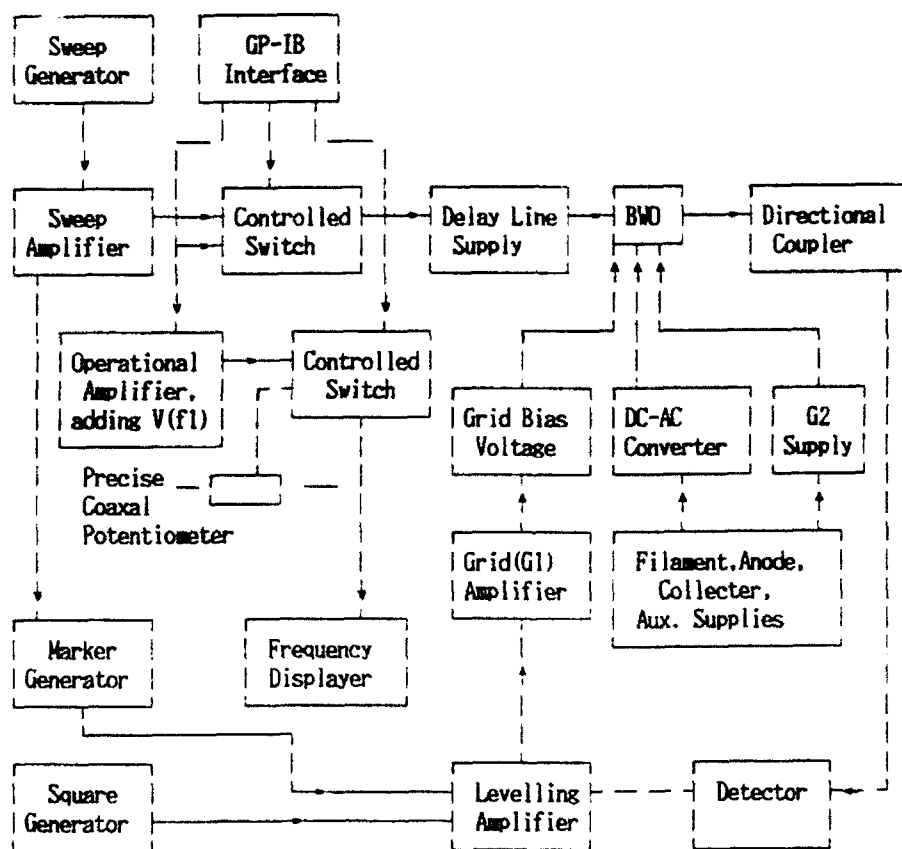 Sweep
Generator
GP-IB
Interface
Sweep
Amplifier
Controlled
Switch
Delay Line
Supply
BWO
Directional
Coupler
Operational
Amplifier,
adding V(f1)
Controlled
Switch
Grid Bias
Voltage
DC-AC
Converter
G2
Supply
Precise
Coaxal
Potentiometer
Grid(G1)
Amplifier
Filament,Anode,
Collecter,
Aux. Supplies
Marker
Generator
Frequency
Displayer
Square
Generator
Levelling
Amplifier
Detector